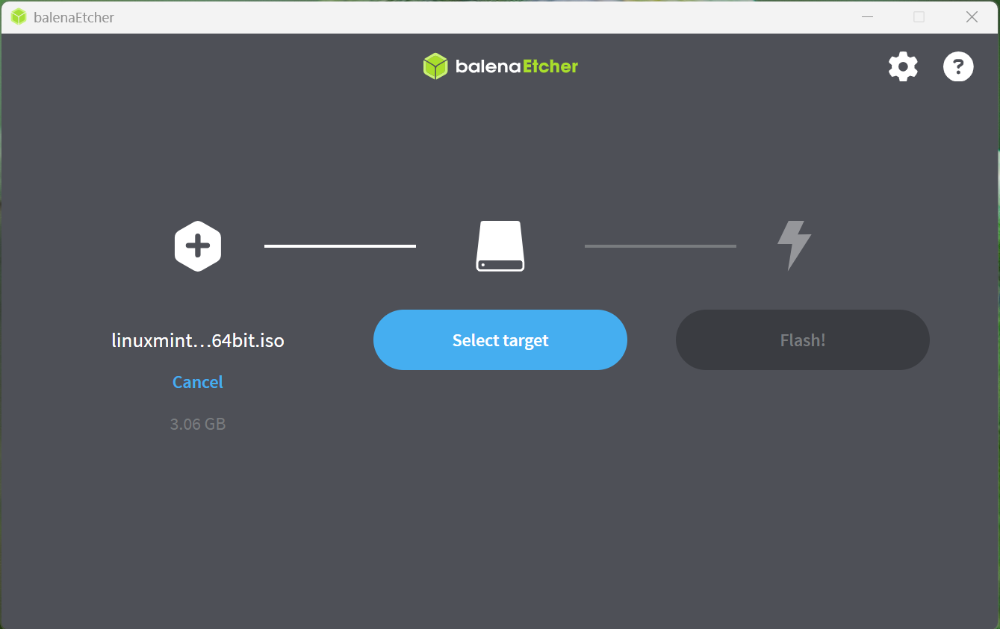 balenaEtcher
balenaEtcher
?
linuxmint…64bit.iso
Select target
Flash!
Cancel
3.06 GB